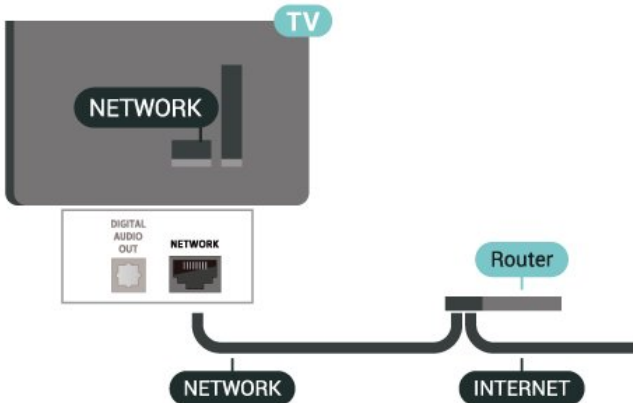 TV
NETWORK
DIGITAL
AUDIO
OUT
NETWORK
Router
NETWORK
INTERNET